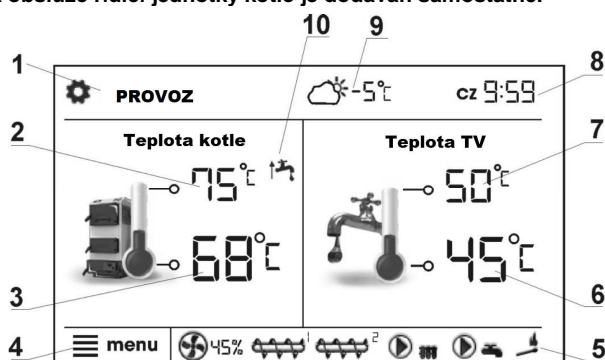 obsluze řídicí jednotky kotle je dodáván samostatně.
10 9
1 8
PROVOZ -5°C CZ 9:59
2 Teplota kotle Teplota TV 7
75°C 50°C
68°C 45°C
3 6
4 menu 45% 1 2 5